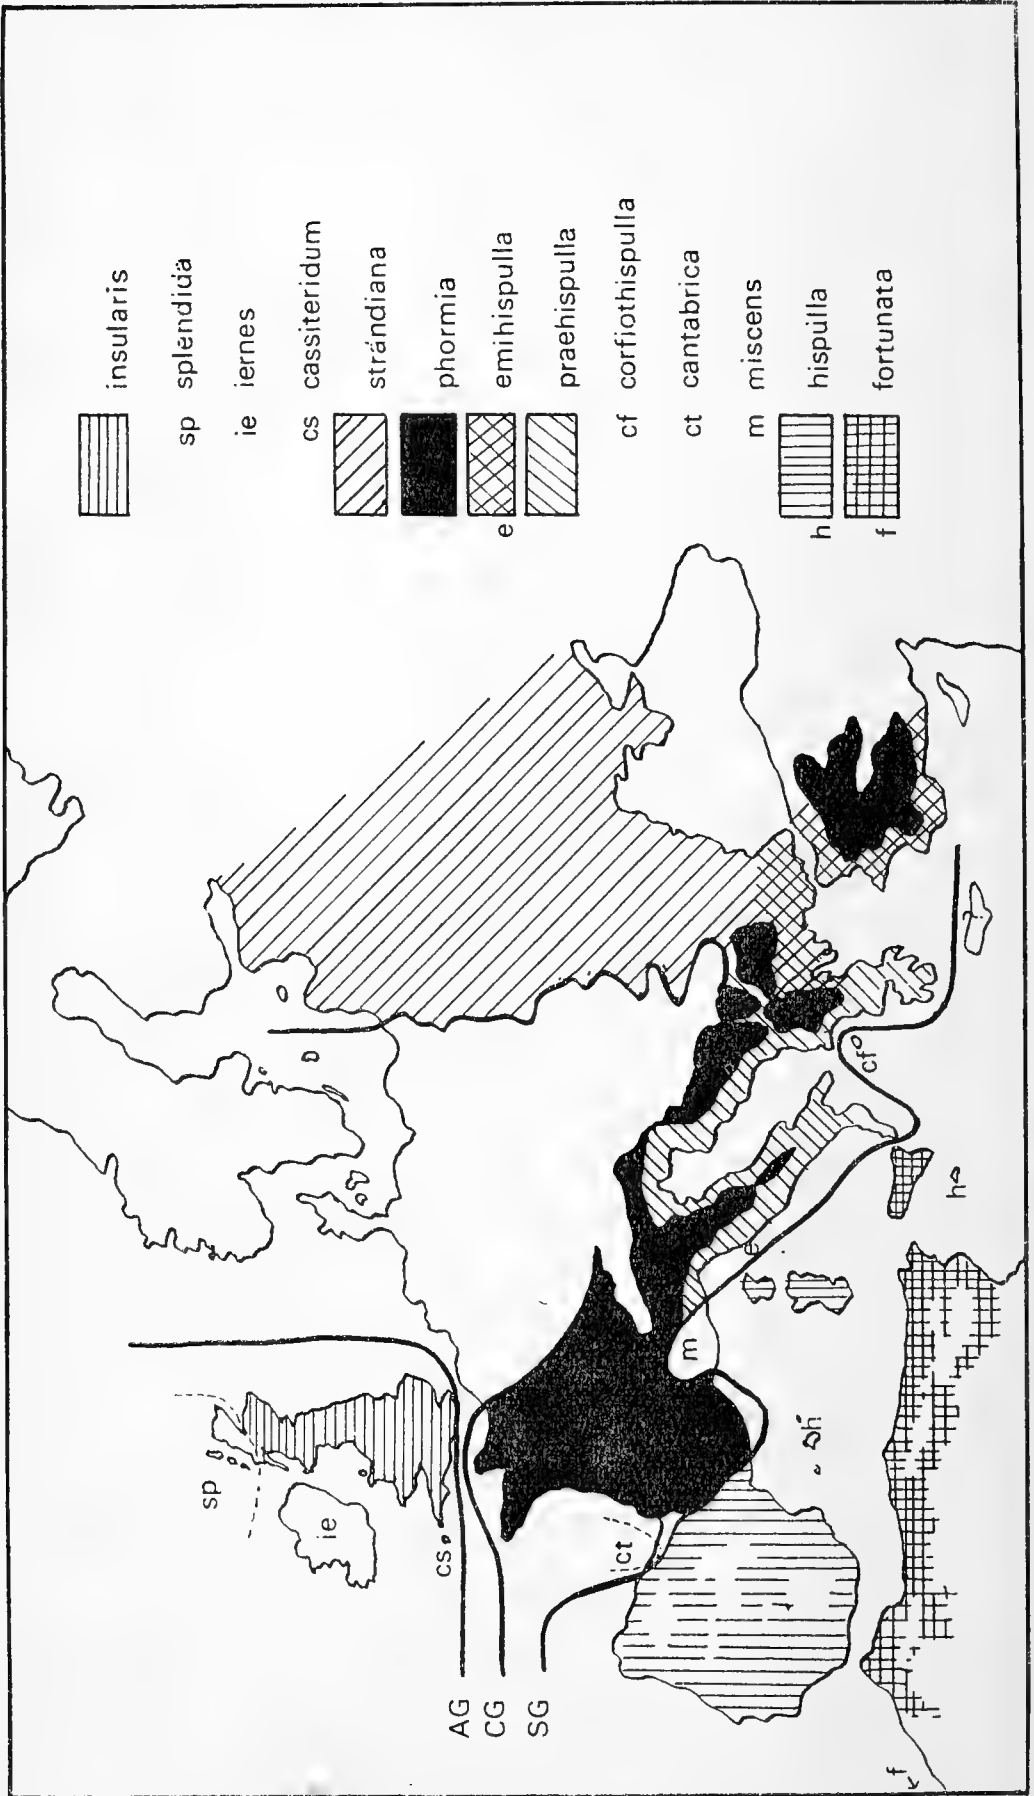 insularis
sp splendida
ie iernes
cs cassiteridum
strándiana
phormia
e emihispulla
praehispulla
cf corfiothispulla
ct cantabrica
m miscens
h hispulla
f fortunata
sp
ie
cs
AG
CG
SG
ct
m
e
cf
h
h
f